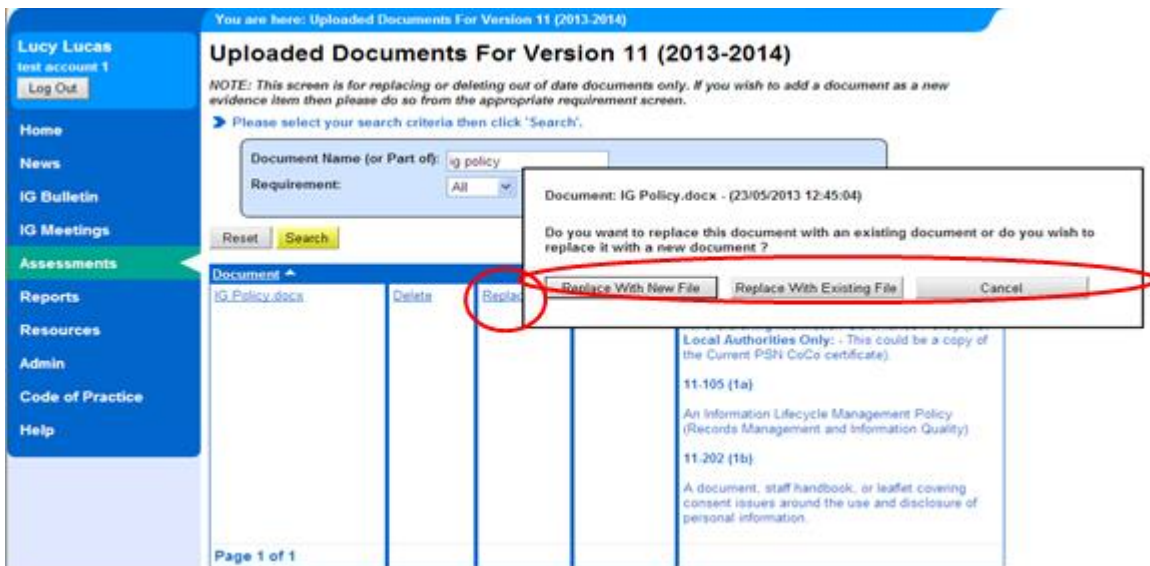 You are here: Uploaded Documents For Version 11 (2013-2014)
Lucy Lucas
test account 1
Log Out
Home
News
IG Bulletin
IG Meetings
Assessments
Reports
Resources
Admin
Code of Practice
Help
Uploaded Documents For Version 11 (2013-2014)
NOTE: This screen is for replacing or deleting out of date documents only. If you wish to add a document as a new
evidence item then please do so from the appropriate requirement screen.
Please select your search criteria then click 'Search'.
Document Name (or Part of): ig policy
Requirement: All
Reset Search
Document: IG Policy.docx - (23/05/2013 12:45:04)
Do you want to replace this document with an existing document or do you wish to
replace it with a new document ?
Replace With New File Replace With Existing File Cancel
Document
IG Policy.docx Delete Replac
Local Authorities Only: - This could be a copy of
the Current PSN CoCo certificate).
11-105 (1a)
An Information Lifecycle Management Policy
(Records Management and Information Quality)
11-202 (1b)
A document, staff handbook, or leaflet covering
consent issues around the use and disclosure of
personal information.
Page 1 of 1